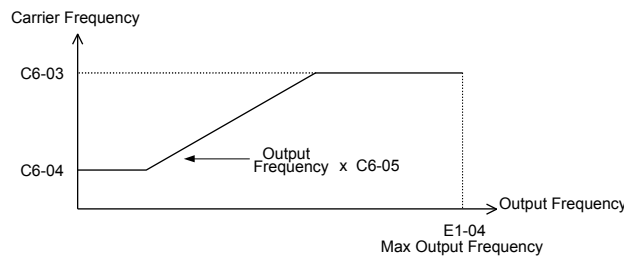 Carrier Frequency
C6-03
Output
Frequency x C6-05
C6-04
Output Frequency
E1-04
Max Output Frequency